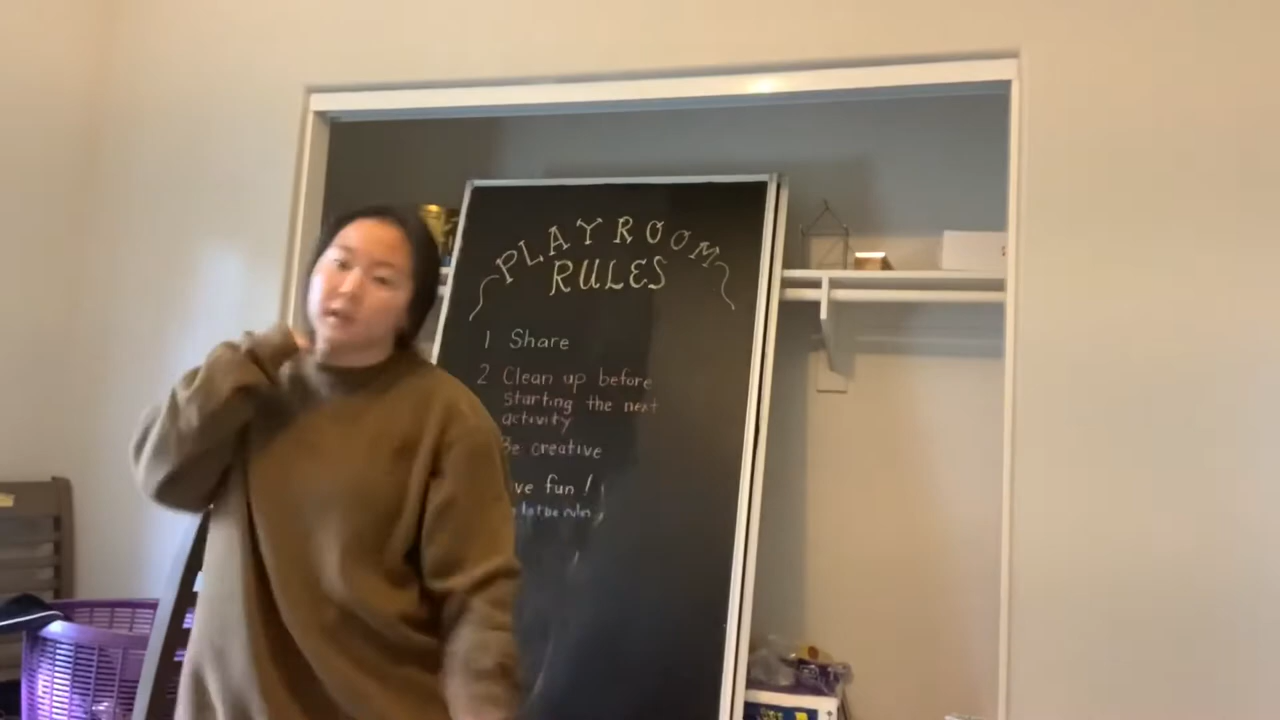 PLAYROOM
RULES
1 Share
2 Clean up before
starting the next
activity
Be creative
ve fun!